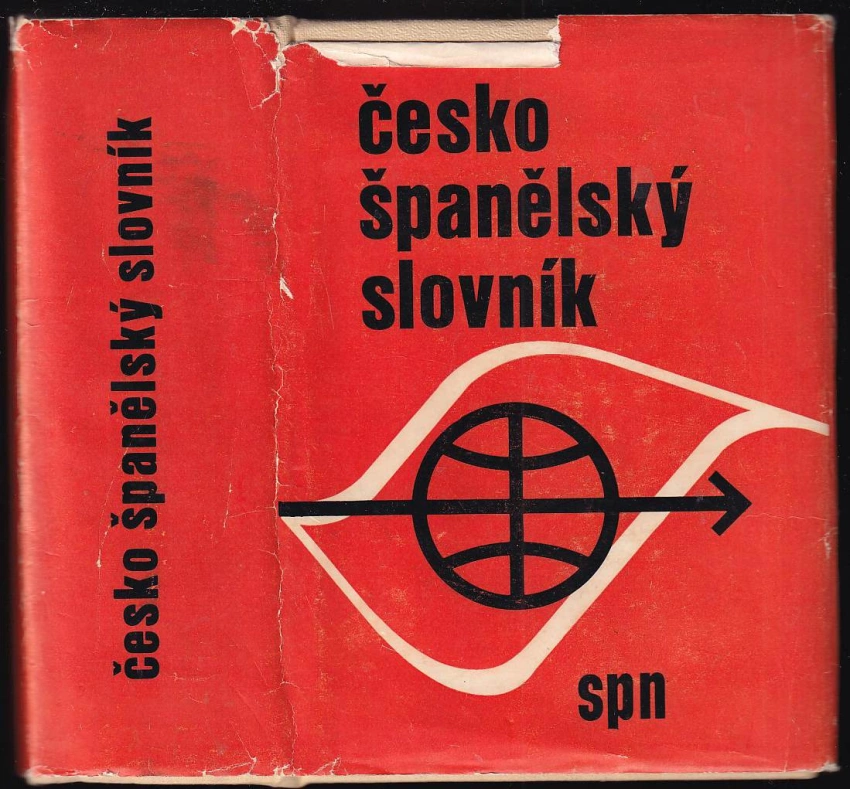 česko španělský slovník
česko
španělský
slovník
spn